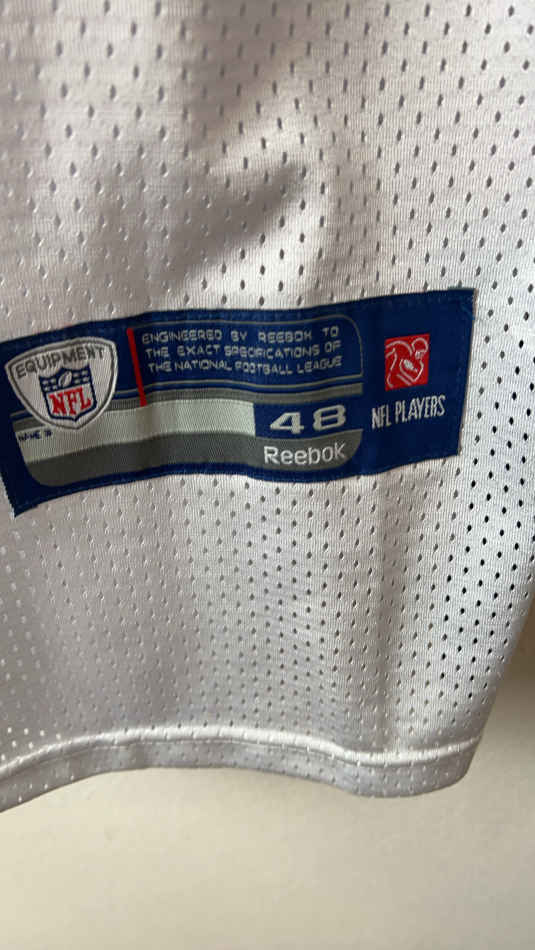 EQUIPMENT
NFL
ENGINEERED BY REEBOK TO
THE EXACT SPECIFICATIONS OF
THE NATIONAL FOOTBALL LEAGUE
48
Reebok
NFL PLAYERS